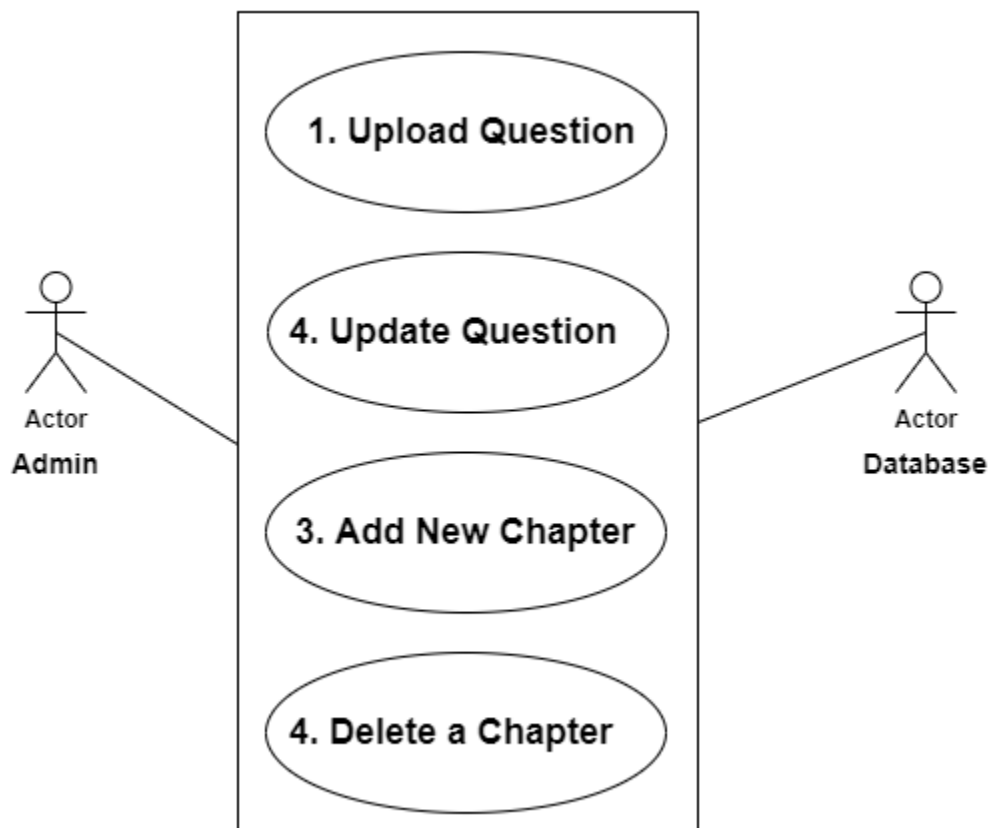 1. Upload Question
4. Update Question
Actor
Admin
Actor
Database
3. Add New Chapter
4. Delete a Chapter